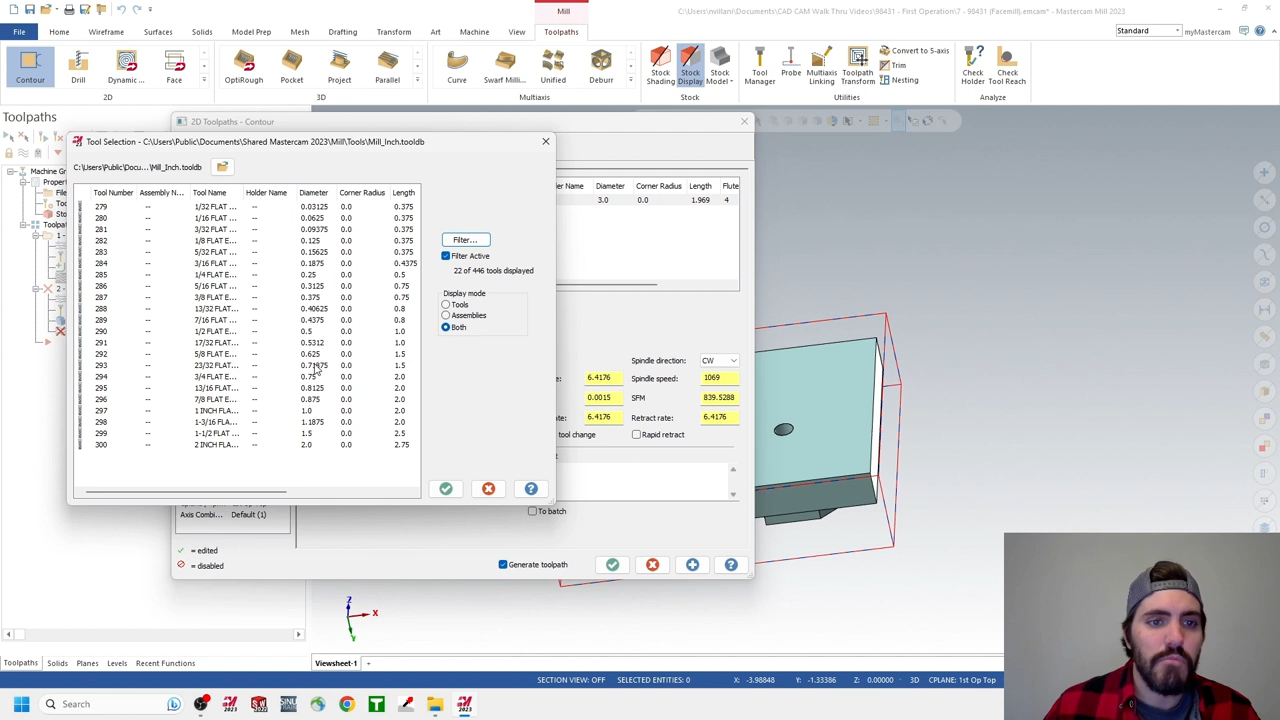 Mill
C:\Users\nvillani\Documents\CAD CAM Walk Thru Videos\98431 - First Operation\7 - 98431 (Facemill).emcam* - Mastercam Mill 2023
File Home Wireframe Surfaces Solids Model Prep Mesh Drafting Transform Art Machine View Toolpaths
Standard myMastercam
Contour Drill Dynamic ... Face OptiRough Pocket Project Parallel Curve Swarf Milli... Unified Deburr Stock Shading Stock Display Stock Model Tool Manager Probe Multiaxis Linking Toolpath Transform Convert to 5-axis Trim Nesting Check Holder Check Tool Reach
2D 3D Multiaxis Stock Utilities Analyze
Toolpaths
2D Toolpaths - Contour
Tool Selection - C:\Users\Public\Documents\Shared Mastercam 2023\Mill\Tools\Mill_Inch.tooldb
C:\Users\Public\Docu...\Mill_Inch.tooldb
Tool Number Assembly N... Tool Name Holder Name Diameter Corner Radius Length
279 -- 1/32 FLAT ... -- 0.03125 0.0 0.375
280 -- 1/16 FLAT ... -- 0.0625 0.0 0.375
281 -- 3/32 FLAT ... -- 0.09375 0.0 0.375
282 -- 1/8 FLAT E... -- 0.125 0.0 0.375
283 -- 5/32 FLAT ... -- 0.15625 0.0 0.375
284 -- 3/16 FLAT ... -- 0.1875 0.0 0.4375
285 -- 1/4 FLAT E... -- 0.25 0.0 0.5
286 -- 5/16 FLAT ... -- 0.3125 0.0 0.75
287 -- 3/8 FLAT E... -- 0.375 0.0 0.75
288 -- 13/32 FLAT... -- 0.40625 0.0 0.8
289 -- 7/16 FLAT ... -- 0.4375 0.0 0.8
290 -- 1/2 FLAT E... -- 0.5 0.0 1.0
291 -- 17/32 FLAT... -- 0.5312 0.0 1.0
292 -- 5/8 FLAT E... -- 0.625 0.0 1.5
293 -- 23/32 FLAT... -- 0.71875 0.0 1.5
294 -- 3/4 FLAT E... -- 0.75 0.0 2.0
295 -- 13/16 FLAT... -- 0.8125 0.0 2.0
296 -- 7/8 FLAT E... -- 0.875 0.0 2.0
297 -- 1 INCH FLA... -- 1.0 0.0 2.0
298 -- 1-3/16 FLA... -- 1.1875 0.0 2.0
299 -- 1-1/2 FLAT ... -- 1.5 0.0 2.5
300 -- 2 INCH FLA... -- 2.0 0.0 2.75
Filter...
Filter Active
22 of 446 tools displayed
Display mode
Tools
Assemblies
Both
Diameter Corner Radius Length Flute
3.0 0.0 1.969 4
Spindle direction: CW
6.4176 Spindle speed: 1069
0.0015 SFM 839.5288
6.4176 Retract rate: 6.4176
tool change Rapid retract
To batch
Axis Combi... Default (1)
= edited
= disabled
Generate toolpath
Z
X
Y
Toolpaths Solids Planes Levels Recent Functions
Viewsheet-1 +
SECTION VIEW: OFF SELECTED ENTITIES: 0 X: -3.98848 Y: -1.33386 Z: 0.00000 3D CPLANE: 1st Op Top
Search